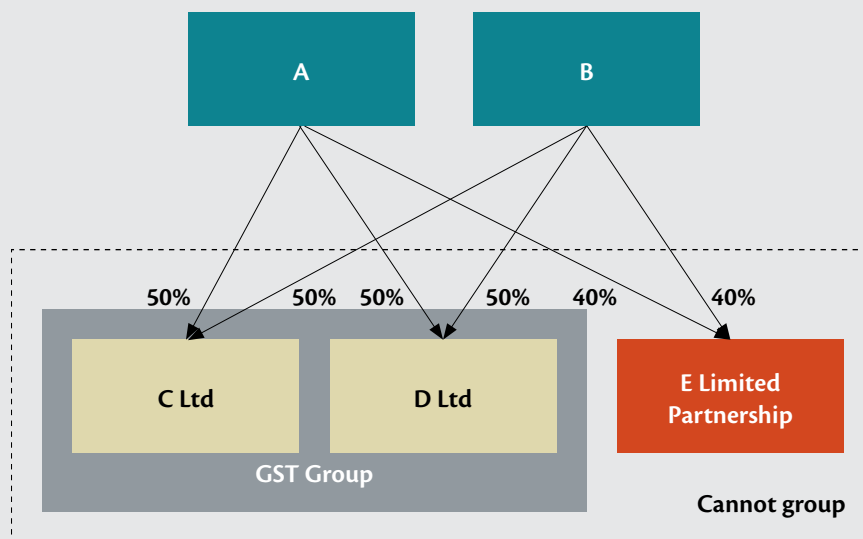 A
B
50%
50%
50%
50%
40%
40%
C Ltd
D Ltd
E Limited
Partnership
GST Group
Cannot group